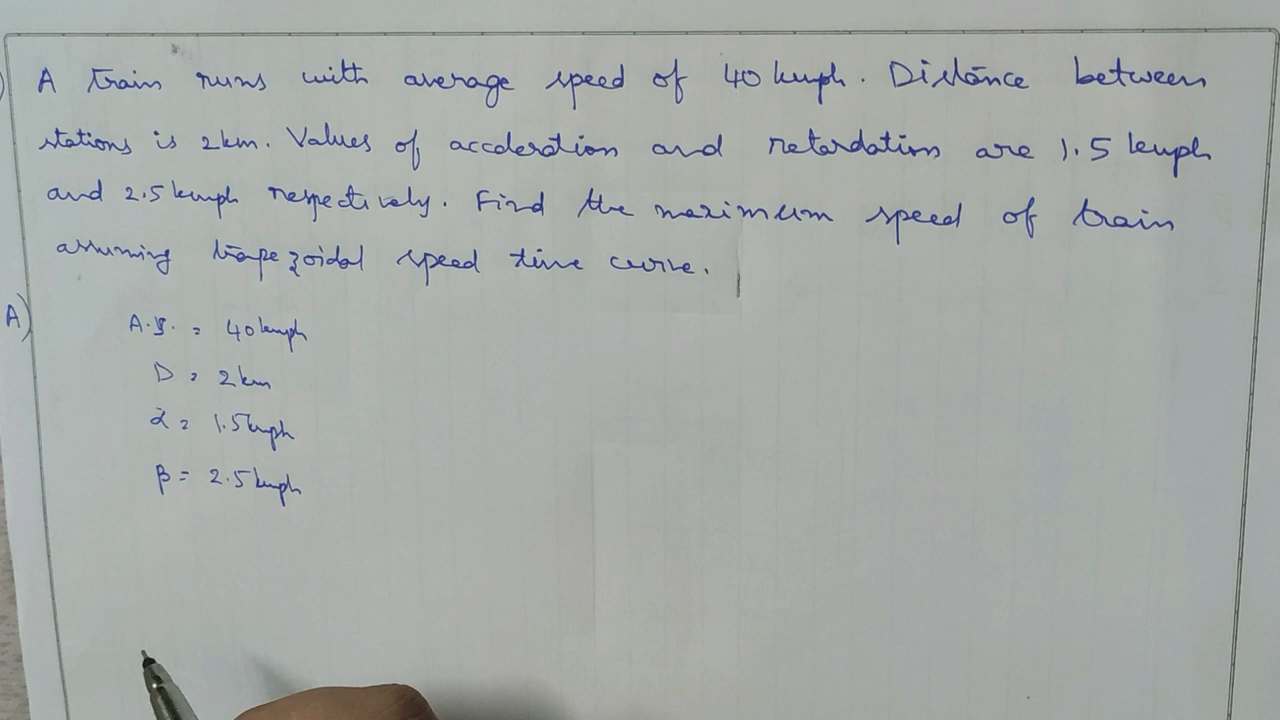 A train runs with average speed of 40 kmph. Distance between
stations is 2km. Values of acceleration and retardation are 1.5 kmph
and 2.5 kmph respectively. Find the maximum speed of train
assuming trapezoidal speed time curve.
A)
A.S. = 40 kmph
D = 2 km
α = 1.5 kmph
β = 2.5 kmph